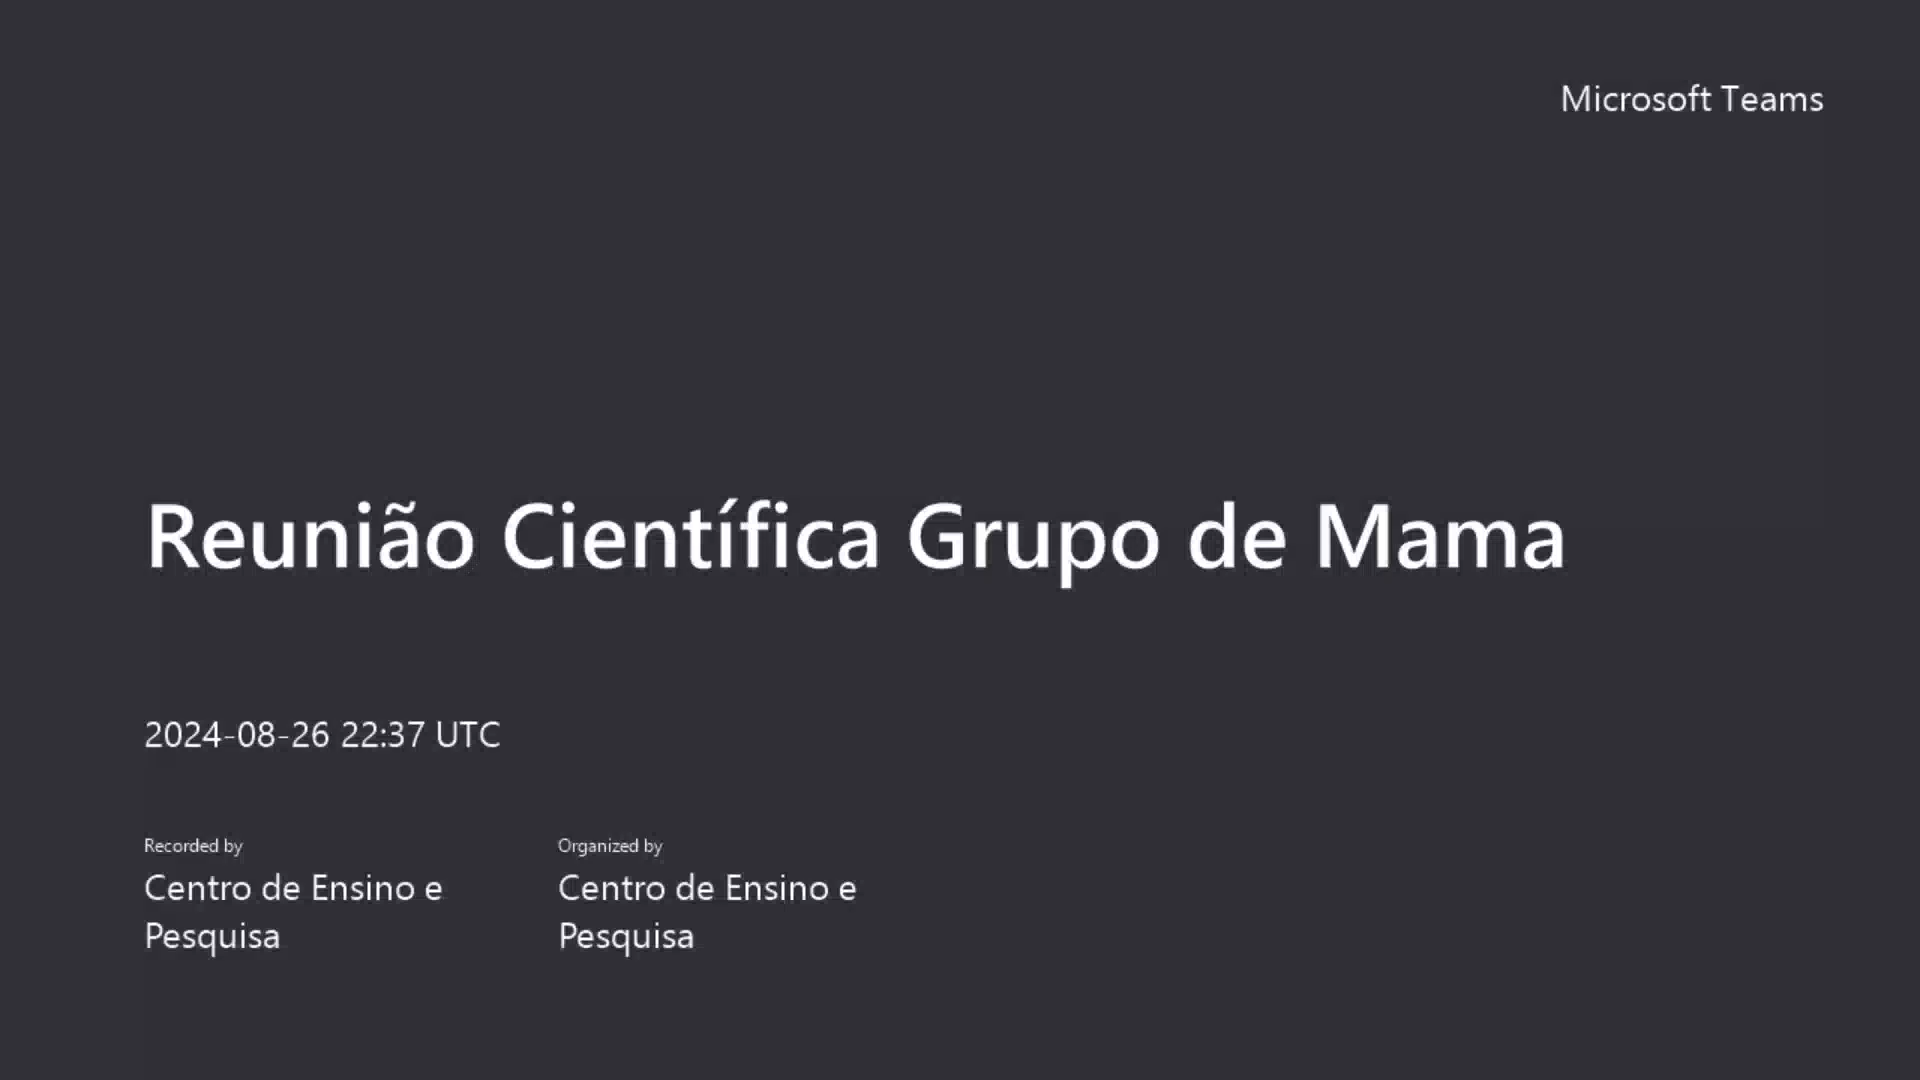 Microsoft Teams
Reunião Científica Grupo de Mama
2024-08-26 22:37 UTC
Recorded by
Centro de Ensino e
Pesquisa
Organized by
Centro de Ensino e
Pesquisa